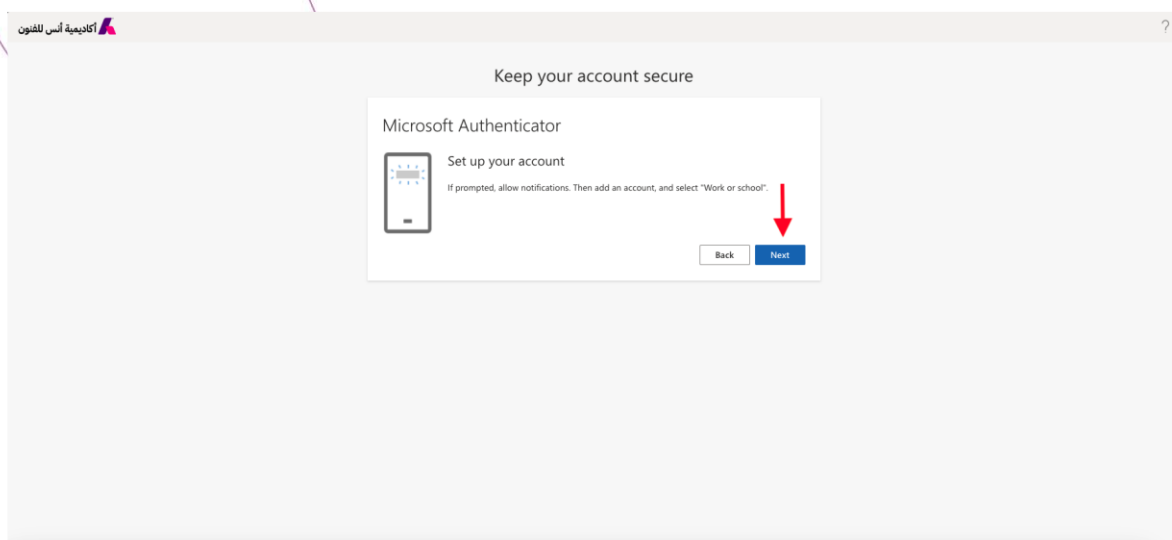 أكاديمية أنس للفنون
?
Keep your account secure
Microsoft Authenticator
Set up your account
If prompted, allow notifications. Then add an account, and select "Work or school".
Back Next